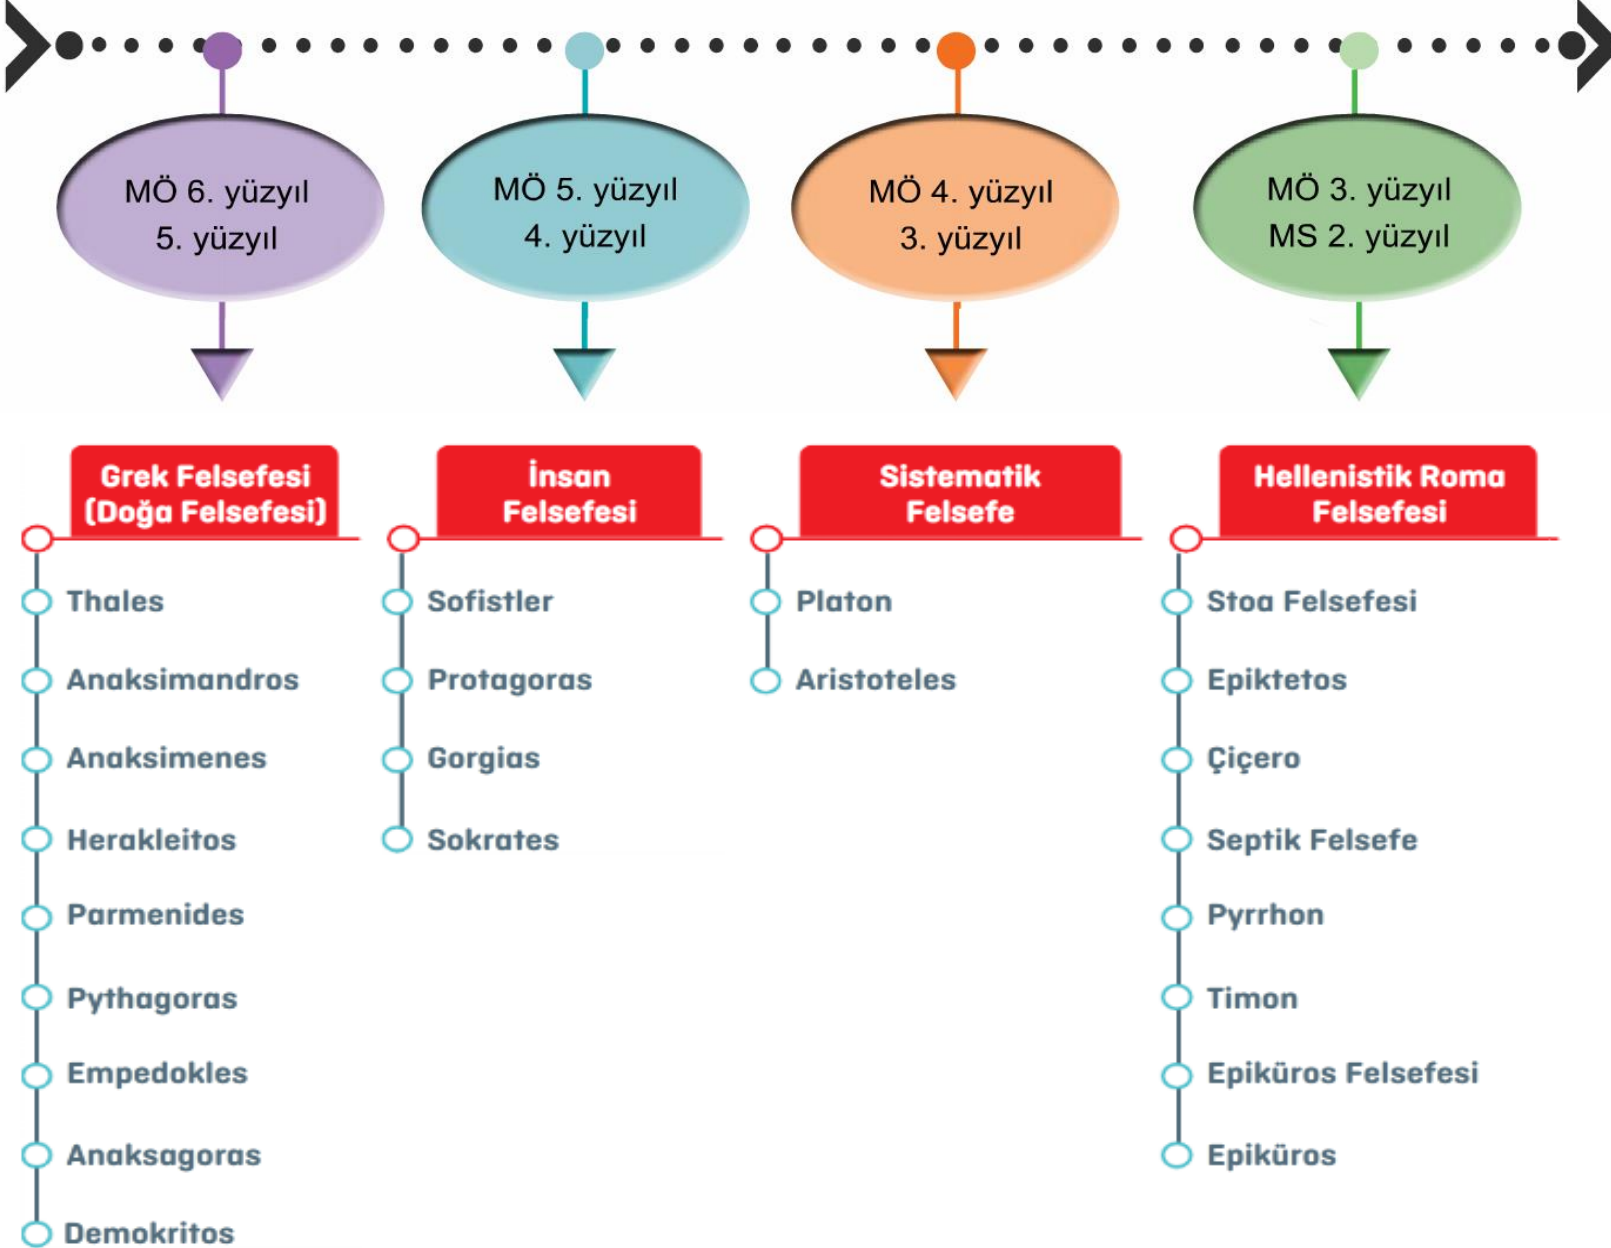 MÖ 6. yüzyıl
5. yüzyıl
MÖ 5. yüzyıl
4. yüzyıl
MÖ 4. yüzyıl
3. yüzyıl
MÖ 3. yüzyıl
MS 2. yüzyıl
Grek Felsefesi
(Doğa Felsefesi)
Thales
Anaksimandros
Anaksimenes
Herakleitos
Parmenides
Pythagoras
Empedokles
Anaksagoras
Demokritos
İnsan
Felsefesi
Sofistler
Protagoras
Gorgias
Sokrates
Sistematik
Felsefe
Platon
Aristoteles
Hellenistik Roma
Felsefesi
Stoa Felsefesi
Epiktetos
Çiçero
Septik Felsefe
Pyrrhon
Timon
Epiküros Felsefesi
Epiküros